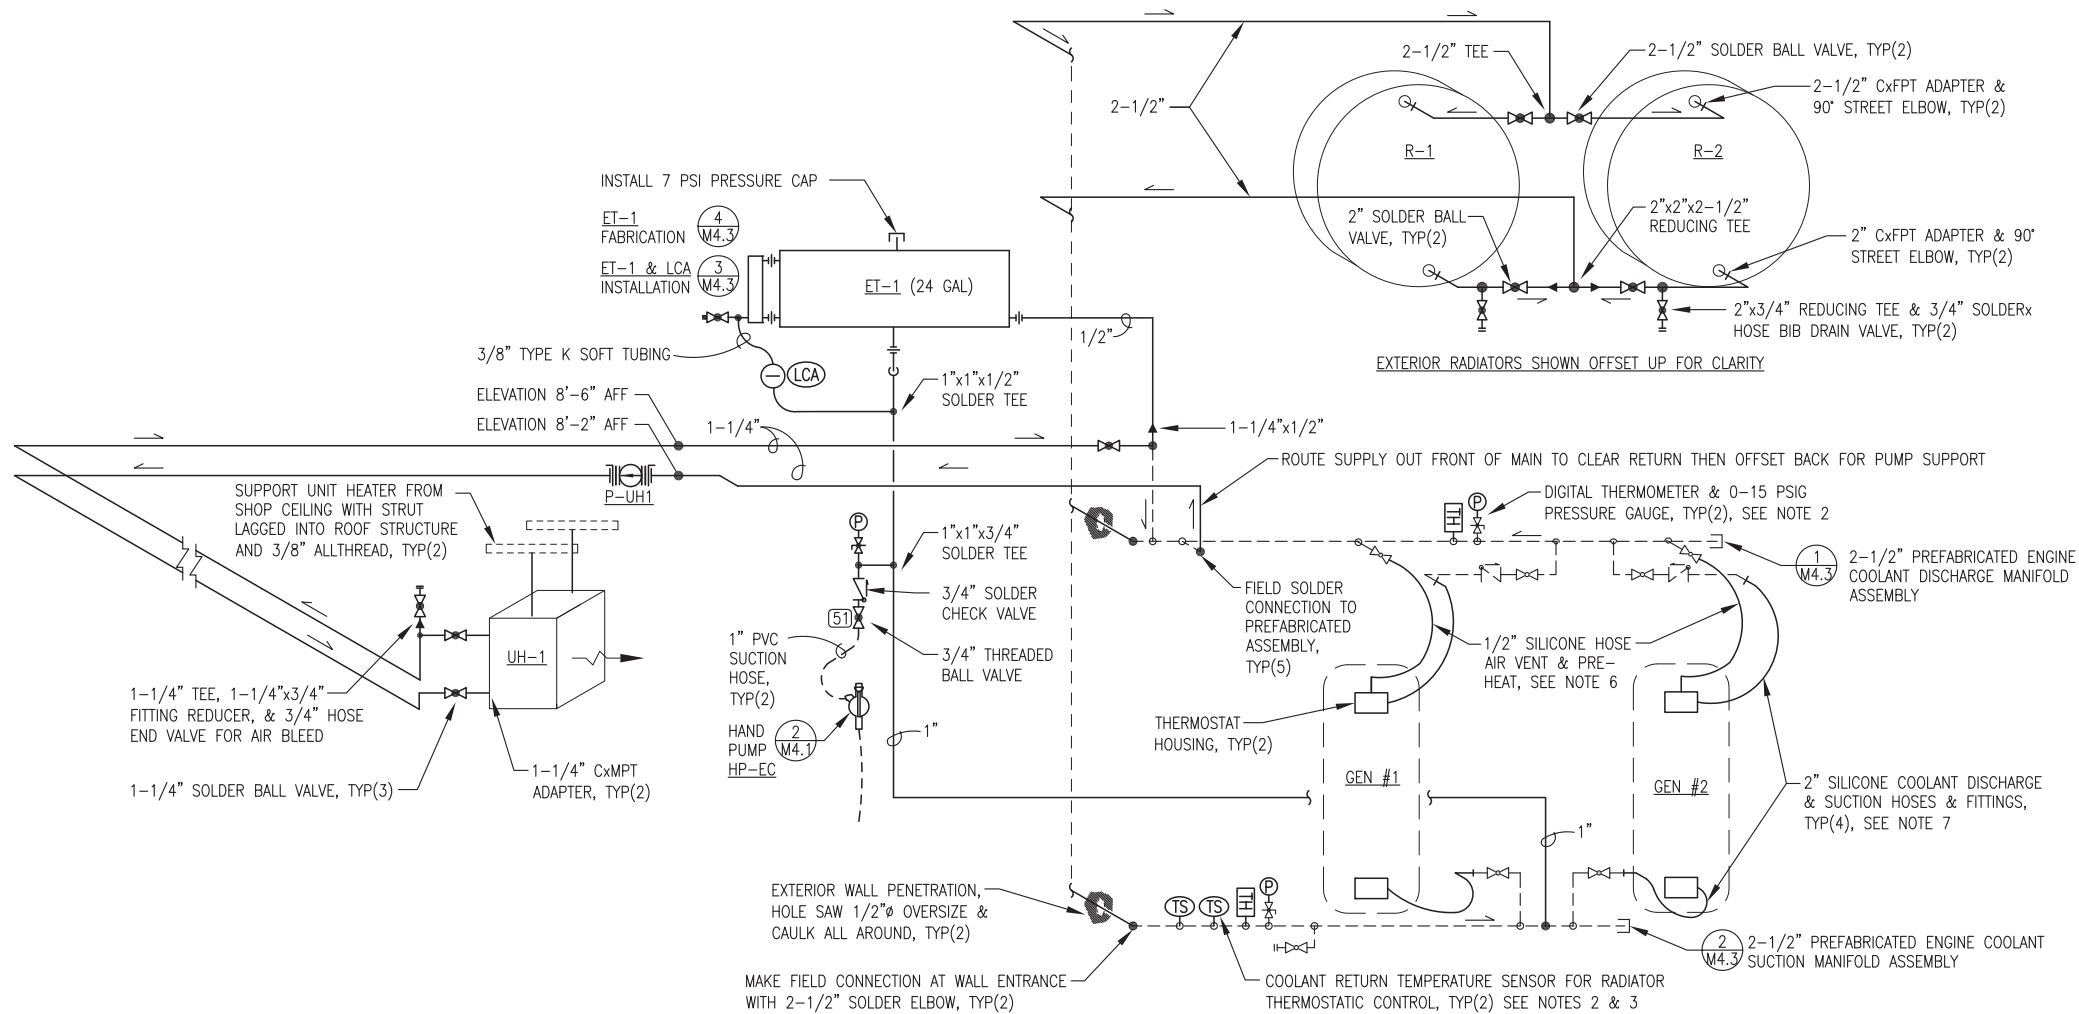 2-1/2" TEE
2-1/2" SOLDER BALL VALVE, TYP(2)
2-1/2" CxFPT ADAPTER &
90° STREET ELBOW, TYP(2)
2-1/2"
R-1
R-2
INSTALL 7 PSI PRESSURE CAP
ET-1
FABRICATION
4
M4.3
ET-1 & LCA
INSTALLATION
3
M4.3
ET-1 (24 GAL)
2" SOLDER BALL
VALVE, TYP(2)
2"x2"x2-1/2"
REDUCING TEE
2" CxFPT ADAPTER & 90°
STREET ELBOW, TYP(2)
2"x3/4" REDUCING TEE & 3/4" SOLDERx
HOSE BIB DRAIN VALVE, TYP(2)
EXTERIOR RADIATORS SHOWN OFFSET UP FOR CLARITY
1/2"
3/8" TYPE K SOFT TUBING
LCA
1"x1"x1/2"
SOLDER TEE
ELEVATION 8'-6" AFF
ELEVATION 8'-2" AFF
1-1/4"
1-1/4"x1/2"
ROUTE SUPPLY OUT FRONT OF MAIN TO CLEAR RETURN THEN OFFSET BACK FOR PUMP SUPPORT
P-UH1
SUPPORT UNIT HEATER FROM
SHOP CEILING WITH STRUT
LAGGED INTO ROOF STRUCTURE
AND 3/8" ALLTHREAD, TYP(2)
P
TH
P
DIGITAL THERMOMETER & 0-15 PSIG
PRESSURE GAUGE, TYP(2), SEE NOTE 2
1"x1"x3/4"
SOLDER TEE
1
M4.3
2-1/2" PREFABRICATED ENGINE
COOLANT DISCHARGE MANIFOLD
ASSEMBLY
3/4" SOLDER
CHECK VALVE
FIELD SOLDER
CONNECTION TO
PREFABRICATED
ASSEMBLY,
TYP(5)
51
1" PVC
SUCTION
HOSE,
TYP(2)
3/4" THREADED
BALL VALVE
1/2" SILICONE HOSE
AIR VENT & PRE-
HEAT, SEE NOTE 6
UH-1
1-1/4" TEE, 1-1/4"x3/4"
FITTING REDUCER, & 3/4" HOSE
END VALVE FOR AIR BLEED
HAND
PUMP
HP-EC
2
M4.1
1"
THERMOSTAT
HOUSING, TYP(2)
1-1/4" SOLDER BALL VALVE, TYP(3)
1-1/4" CxMPT
ADAPTER, TYP(2)
GEN #1
GEN #2
2" SILICONE COOLANT DISCHARGE
& SUCTION HOSES & FITTINGS,
TYP(4), SEE NOTE 7
1"
EXTERIOR WALL PENETRATION,
HOLE SAW 1/2"ø OVERSIZE &
CAULK ALL AROUND, TYP(2)
TS
TS
TH
P
MAKE FIELD CONNECTION AT WALL ENTRANCE
WITH 2-1/2" SOLDER ELBOW, TYP(2)
COOLANT RETURN TEMPERATURE SENSOR FOR RADIATOR
THERMOSTATIC CONTROL, TYP(2) SEE NOTES 2 & 3
2
M4.3
2-1/2" PREFABRICATED ENGINE COOLANT
SUCTION MANIFOLD ASSEMBLY